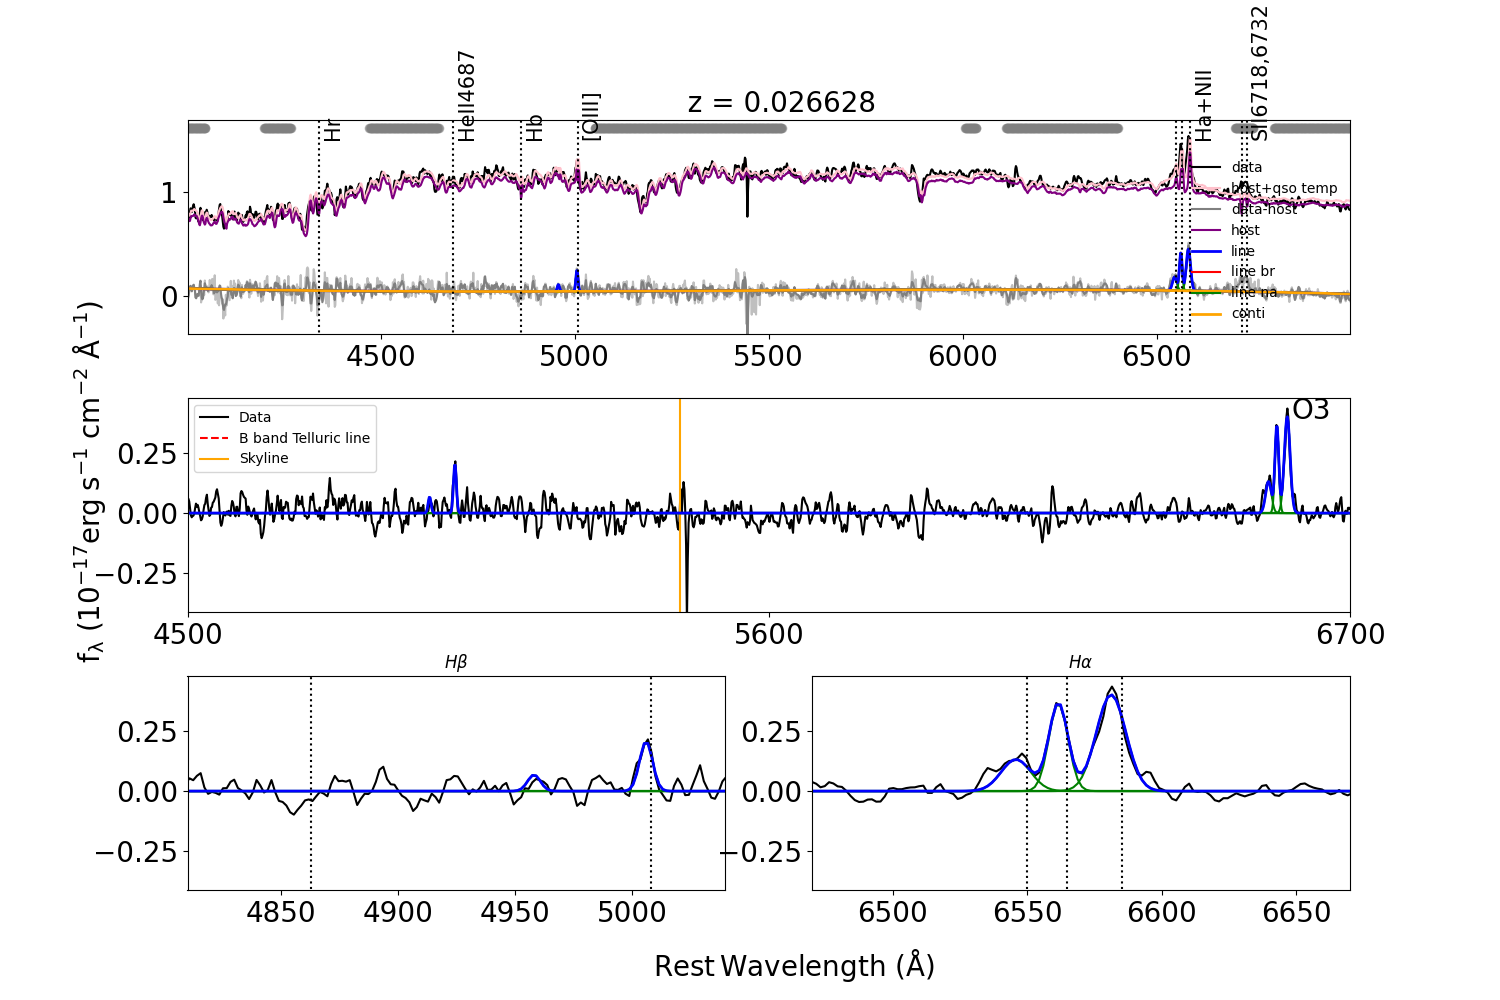 z = 0.026628
Hr
HeII4687
Hb
[OIII]
Ha+NII
SII6718,6732
data
host+qso temp
data-host
host
line
line br
line na
conti
1
0
4500
5000
5500
6000
6500
f_λ (10⁻¹⁷erg s⁻¹ cm⁻² Å⁻¹)
Data
B band Telluric line
Skyline
O3
0.25
0.00
−0.25
4500
5600
6700
Hβ
0.25
0.00
−0.25
4850
4900
4950
5000
Hα
0.25
0.00
−0.25
6500
6550
6600
6650
Rest Wavelength (Å)